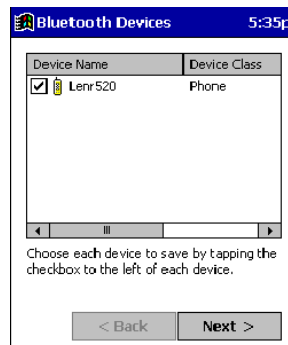 Bluetooth Devices 5:35p
Device Name Device Class
Lenr520 Phone
Choose each device to save by tapping the
checkbox to the left of each device.
< Back Next >